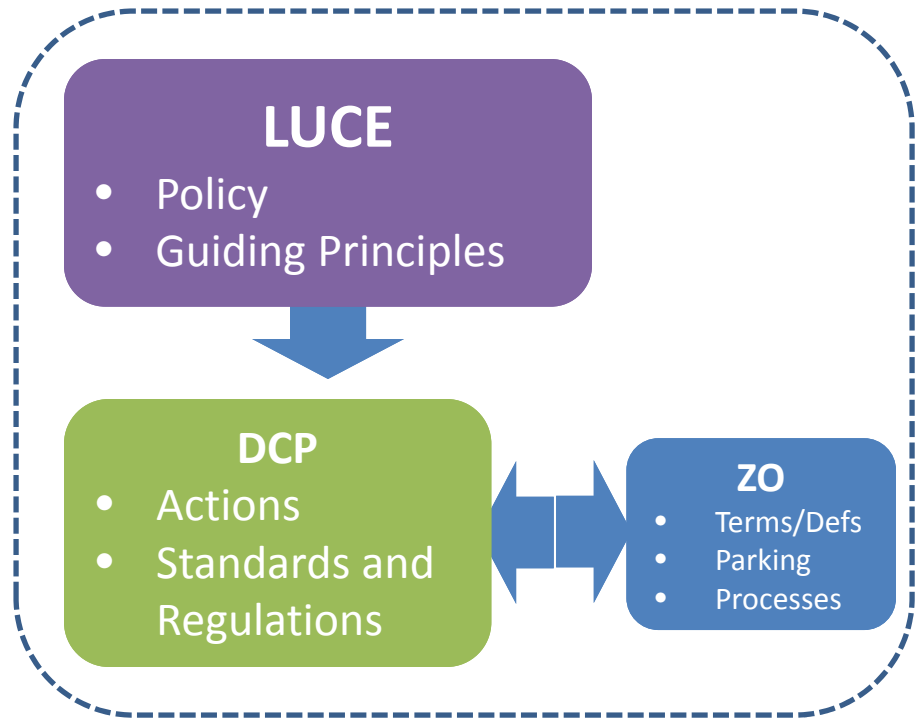 LUCE
• Policy
• Guiding Principles
DCP
• Actions
• Standards and
Regulations
ZO
• Terms/Defs
• Parking
• Processes